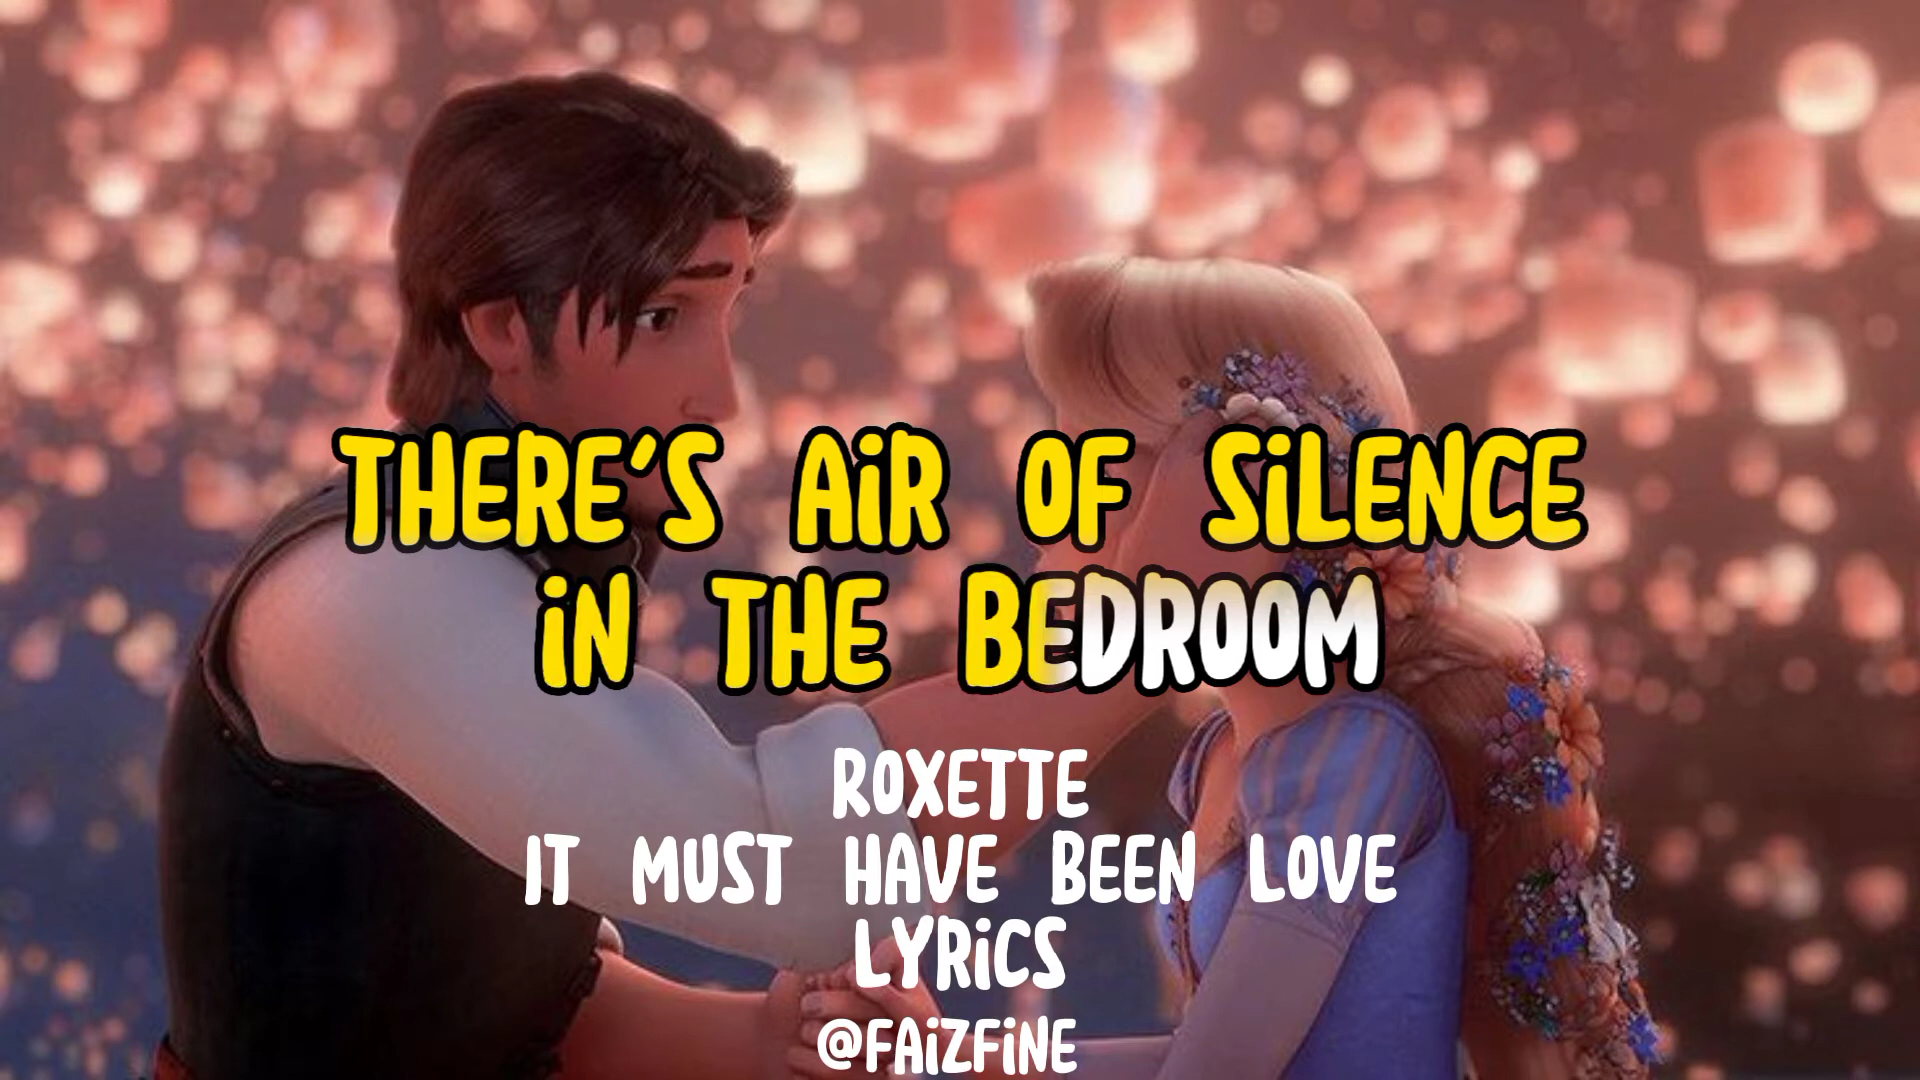 THERE'S AiR OF SiLENCE
iN THE BEDROOM
ROXETTE
IT MUST HAVE BEEN LOVE
LYRiCS
@FAiZFiNE